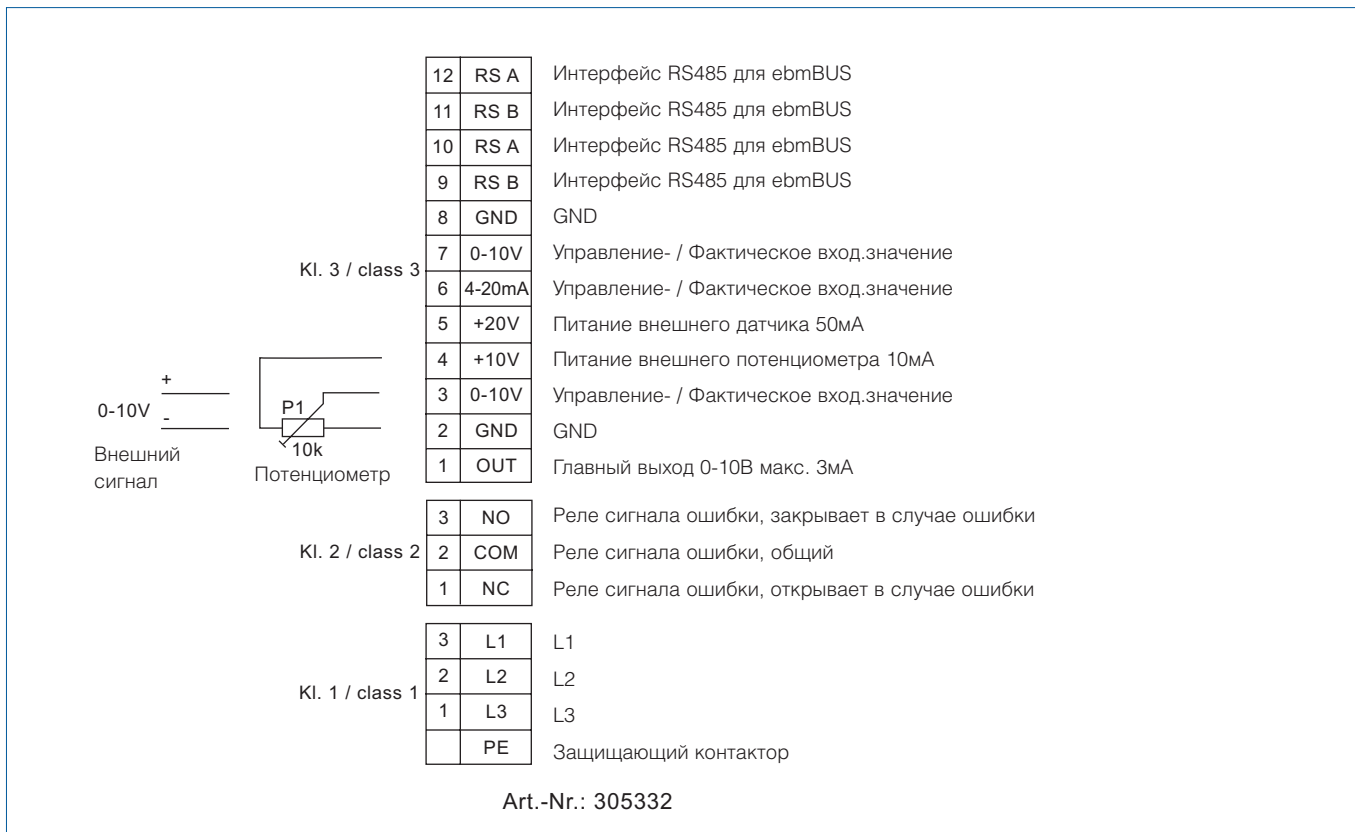 12 RS A Интерфейс RS485 для ebmBUS
11 RS B Интерфейс RS485 для ebmBUS
10 RS A Интерфейс RS485 для ebmBUS
9 RS B Интерфейс RS485 для ebmBUS
8 GND GND
Kl. 3 / class 3
7 0-10V Управление- / Фактическое вход.значение
6 4-20mA Управление- / Фактическое вход.значение
5 +20V Питание внешнего датчика 50мА
4 +10V Питание внешнего потенциометра 10мА
3 0-10V Управление- / Фактическое вход.значение
2 GND GND
1 OUT Главный выход 0-10В макс. 3мА
+
0-10V
-
Внешний
сигнал
P1
10k
Потенциометр
3 NO Реле сигнала ошибки, закрывает в случае ошибки
Kl. 2 / class 2 2 COM Реле сигнала ошибки, общий
1 NC Реле сигнала ошибки, открывает в случае ошибки
3 L1 L1
2 L2 L2
Kl. 1 / class 1
1 L3 L3
PE Защищающий контактор
Art.-Nr.: 305332